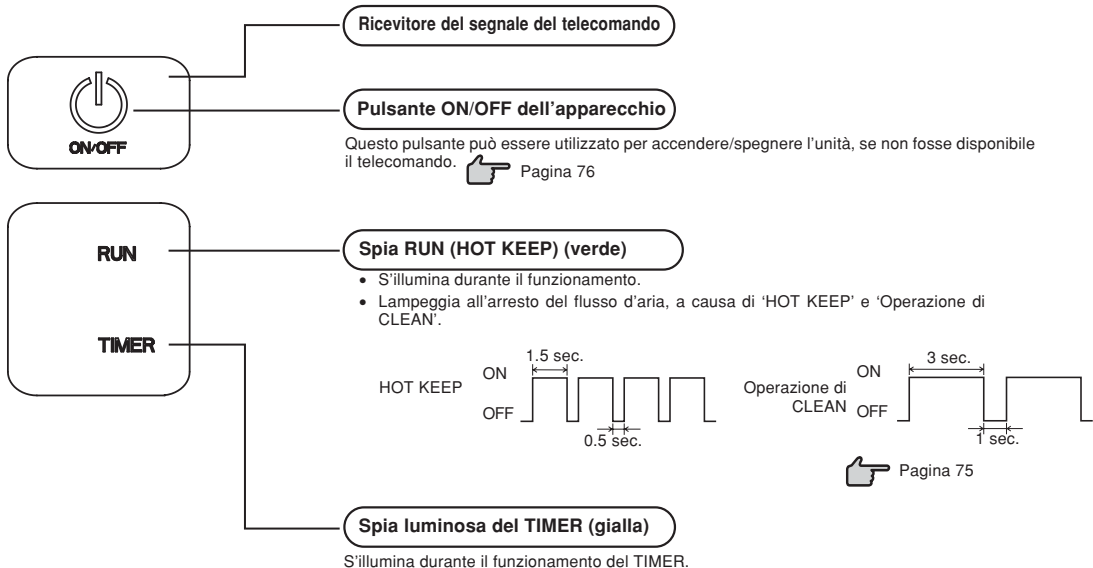 Ricevitore del segnale del telecomando
ON/OFF
Pulsante ON/OFF dell'apparecchio
Questo pulsante può essere utilizzato per accendere/spegnere l'unità, se non fosse disponibile
il telecomando. Pagina 76
RUN
TIMER
Spia RUN (HOT KEEP) (verde)
• S'illumina durante il funzionamento.
• Lampeggia all'arresto del flusso d'aria, a causa di 'HOT KEEP' e 'Operazione di
CLEAN'.
HOT KEEP
ON
OFF
1.5 sec.
0.5 sec.
Operazione di
CLEAN
ON
OFF
3 sec.
1 sec.
Pagina 75
Spia luminosa del TIMER (gialla)
S'illumina durante il funzionamento del TIMER.